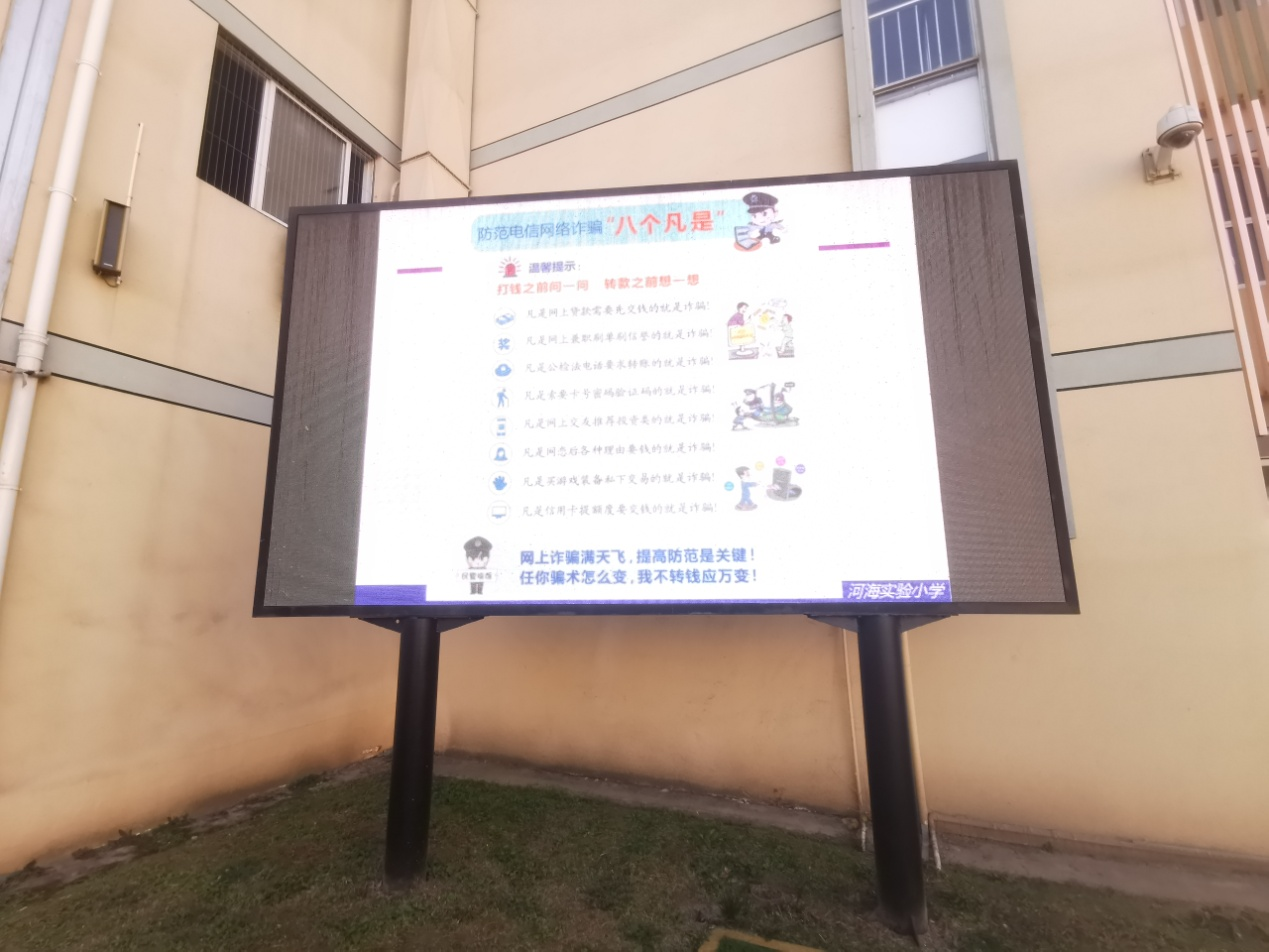 防范电信网络诈骗“八个凡是”
温馨提示：
打钱之前问一问 转款之前想一想
凡是网上贷款需要先交钱的就是诈骗！
凡是网上兼职刷单刷信誉的就是诈骗！
凡是公检法电话要求转账的就是诈骗！
凡是索要卡号密码验证码的就是诈骗！
凡是网上交友推荐投资类的就是诈骗！
凡是网恋后各种理由要钱的就是诈骗！
凡是买游戏装备私下交易的就是诈骗！
凡是信用卡提额度要交钱的就是诈骗！
网上诈骗满天飞，提高防范是关键！
任你骗术怎么变，我不转钱应万变！
民警提醒
河海实验小学